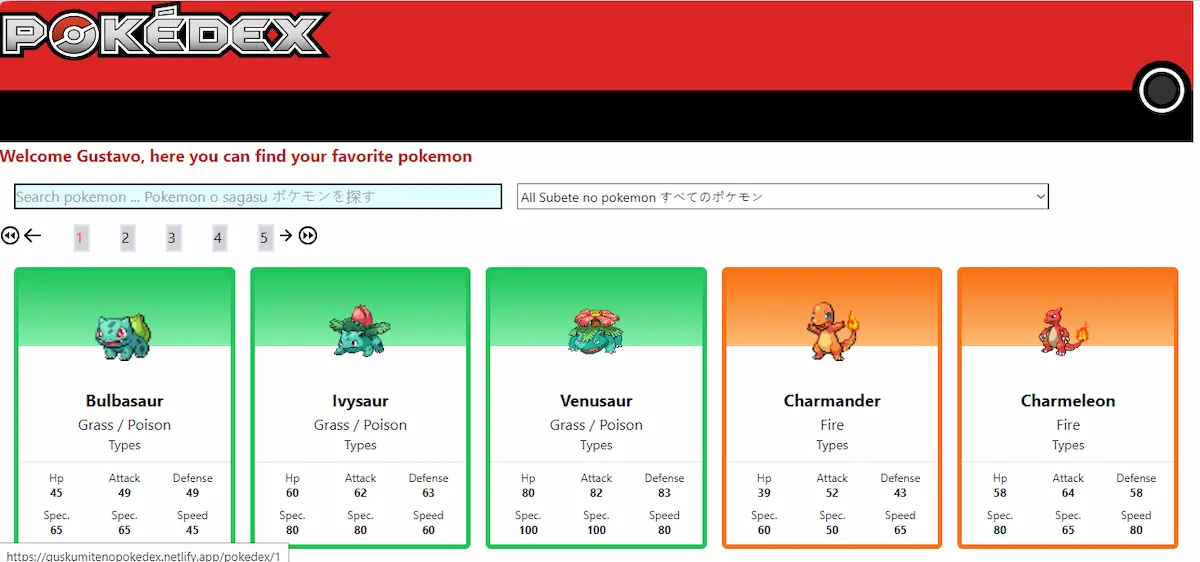 POKÉDEX
Welcome Gustavo, here you can find your favorite pokemon
Search pokemon ... Pokemon o sagasu ポケモンを探す
All Subete no pokemon すべてのポケモン
1 2 3 4 5
Bulbasaur Ivysaur Venusaur Charmander Charmeleon
Grass / Poison Grass / Poison Grass / Poison Fire Fire
Types Types Types Types Types
Hp Attack Defense Hp Attack Defense Hp Attack Defense Hp Attack Defense Hp Attack Defense
45 49 49 60 62 63 80 82 83 39 52 43 58 64 58
Spec. Spec. Speed Spec. Spec. Speed Spec. Spec. Speed Spec. Spec. Speed Spec. Spec. Speed
65 65 45 80 80 60 100 100 80 60 50 65 80 65 80
https://guskumitenopokedex.netlify.app/pokedex/1